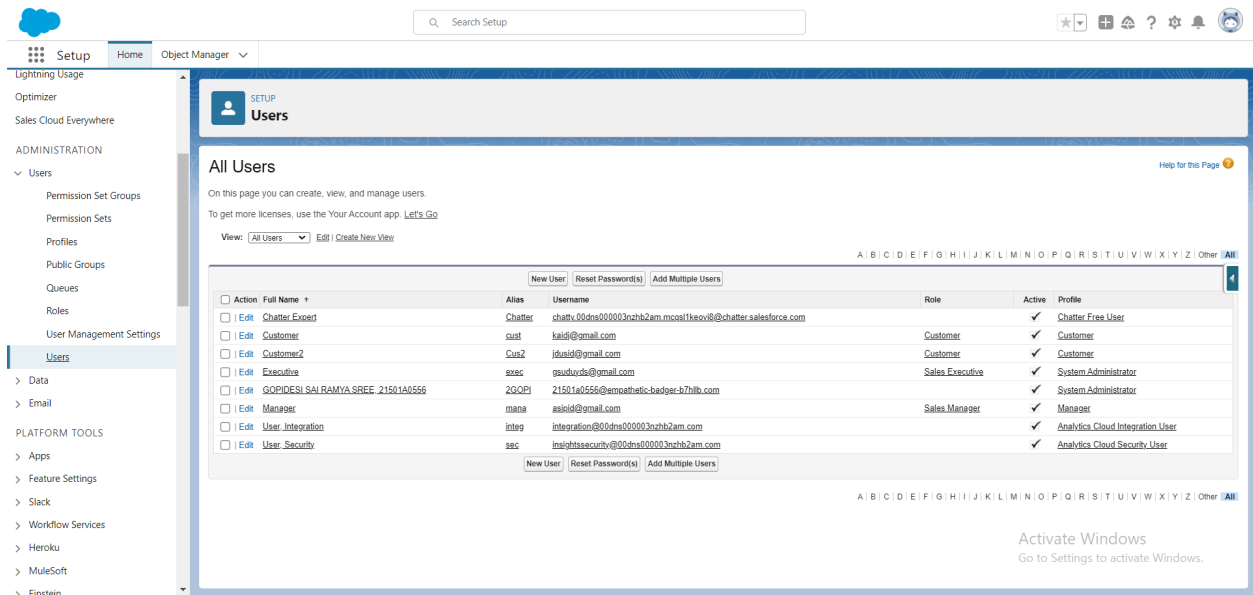 Search Setup
Setup Home Object Manager
Lightning Usage
Optimizer
Sales Cloud Everywhere
ADMINISTRATION
Users
Permission Set Groups
Permission Sets
Profiles
Public Groups
Queues
Roles
User Management Settings
Users
Data
Email
PLATFORM TOOLS
Apps
Feature Settings
Slack
Workflow Services
Heroku
MuleSoft
Einstein
SETUP
Users
All Users
Help for this Page ?
On this page you can create, view, and manage users.
To get more licenses, use the Your Account app. Let's Go
View: All Users Edit | Create New View
A | B | C | D | E | F | G | H | I | J | K | L | M | N | O | P | Q | R | S | T | U | V | W | X | Y | Z | Other All
New User Reset Password(s) Add Multiple Users
Action Full Name ↑ Alias Username Role Active Profile
Edit Chatter Expert Chatter chatty.00dns000003nzhb2am.mcqsl1keovi8@chatter.salesforce.com ✓ Chatter Free User
Edit Customer cust kaidj@gmail.com Customer ✓ Customer
Edit Customer2 Cus2 jdusid@gmail.com Customer ✓ Customer
Edit Executive exec gsuduyds@gmail.com Sales Executive ✓ System Administrator
Edit GOPIDESI SAI RAMYA SREE, 21501A0556 2GOPI 21501a0556@empathetic-badger-b7hllb.com ✓ System Administrator
Edit Manager mana asipid@gmail.com Sales Manager ✓ Manager
Edit User, Integration integ integration@00dns000003nzhb2am.com ✓ Analytics Cloud Integration User
Edit User, Security sec insightssecurity@00dns000003nzhb2am.com ✓ Analytics Cloud Security User
New User Reset Password(s) Add Multiple Users
A | B | C | D | E | F | G | H | I | J | K | L | M | N | O | P | Q | R | S | T | U | V | W | X | Y | Z | Other All
Activate Windows
Go to Settings to activate Windows.